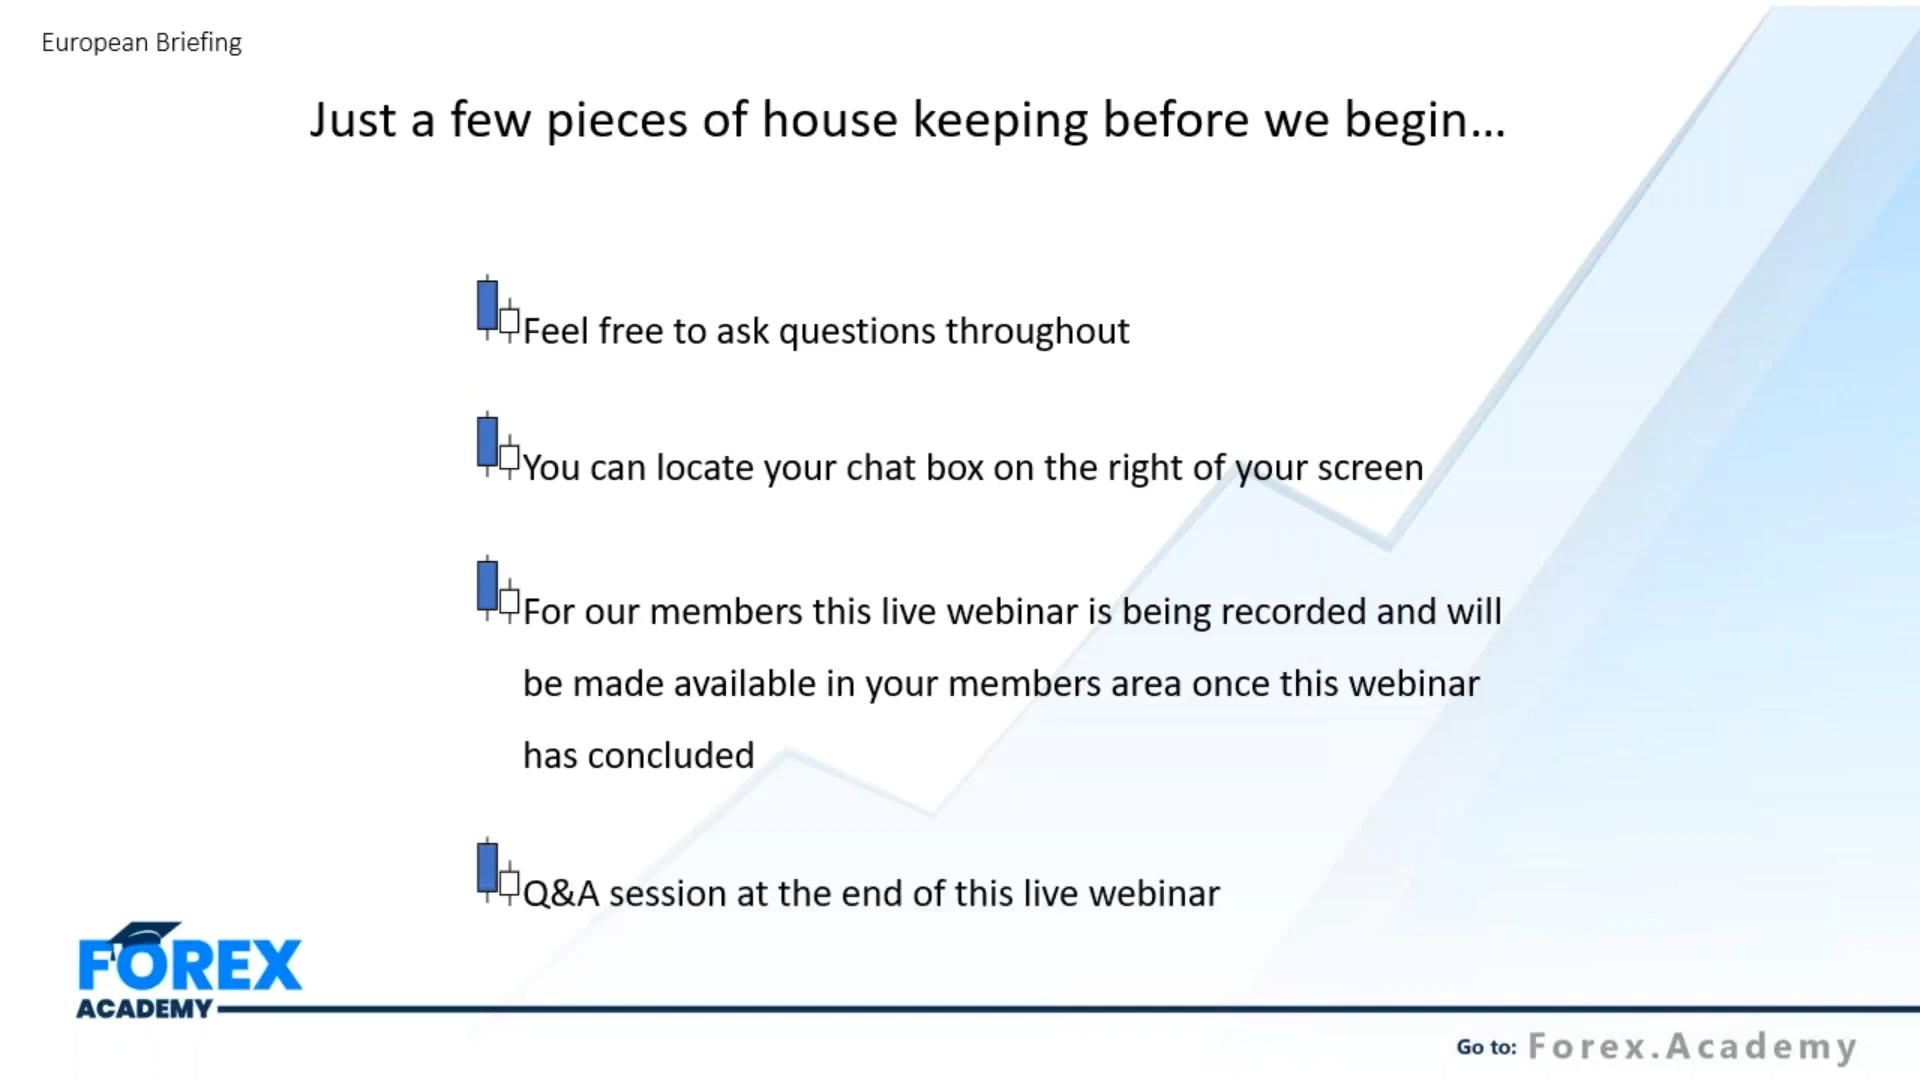 European Briefing
Just a few pieces of house keeping before we begin...
Feel free to ask questions throughout
You can locate your chat box on the right of your screen
For our members this live webinar is being recorded and will
be made available in your members area once this webinar
has concluded
Q&A session at the end of this live webinar
FOREX
ACADEMY
Go to: Forex.Academy